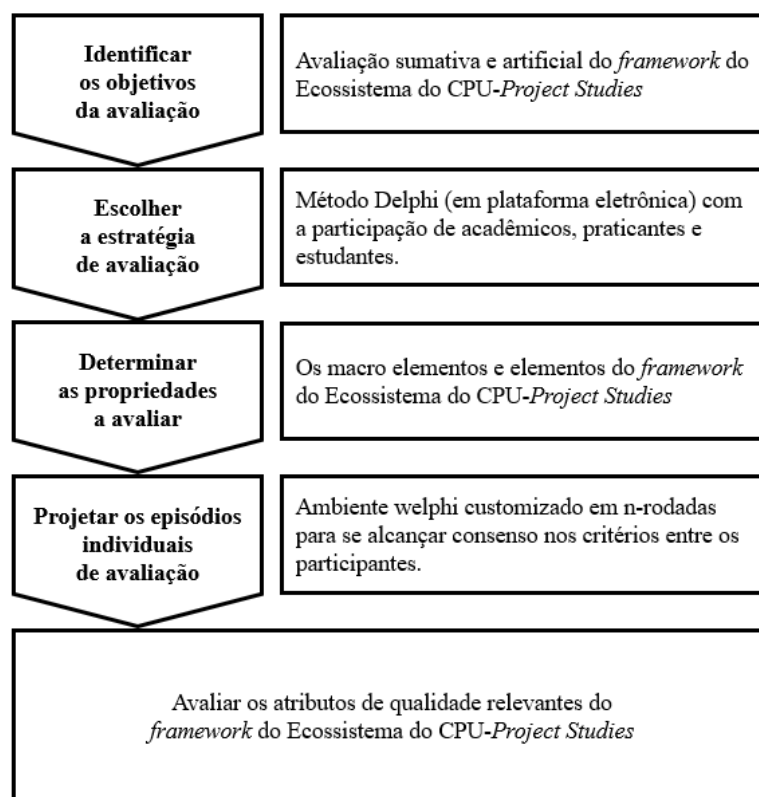 Identificar
os objetivos
da avaliação
Avaliação sumativa e artificial do framework do
Ecossistema do CPU-Project Studies
Escolher
a estratégia
de avaliação
Método Delphi (em plataforma eletrônica) com
a participação de acadêmicos, praticantes e
estudantes.
Determinar
as propriedades
a avaliar
Os macro elementos e elementos do framework
do Ecossistema do CPU-Project Studies
Projetar os episódios
individuais
de avaliação
Ambiente welphi customizado em n-rodadas
para se alcançar consenso nos critérios entre os
participantes.
Avaliar os atributos de qualidade relevantes do
framework do Ecossistema do CPU-Project Studies